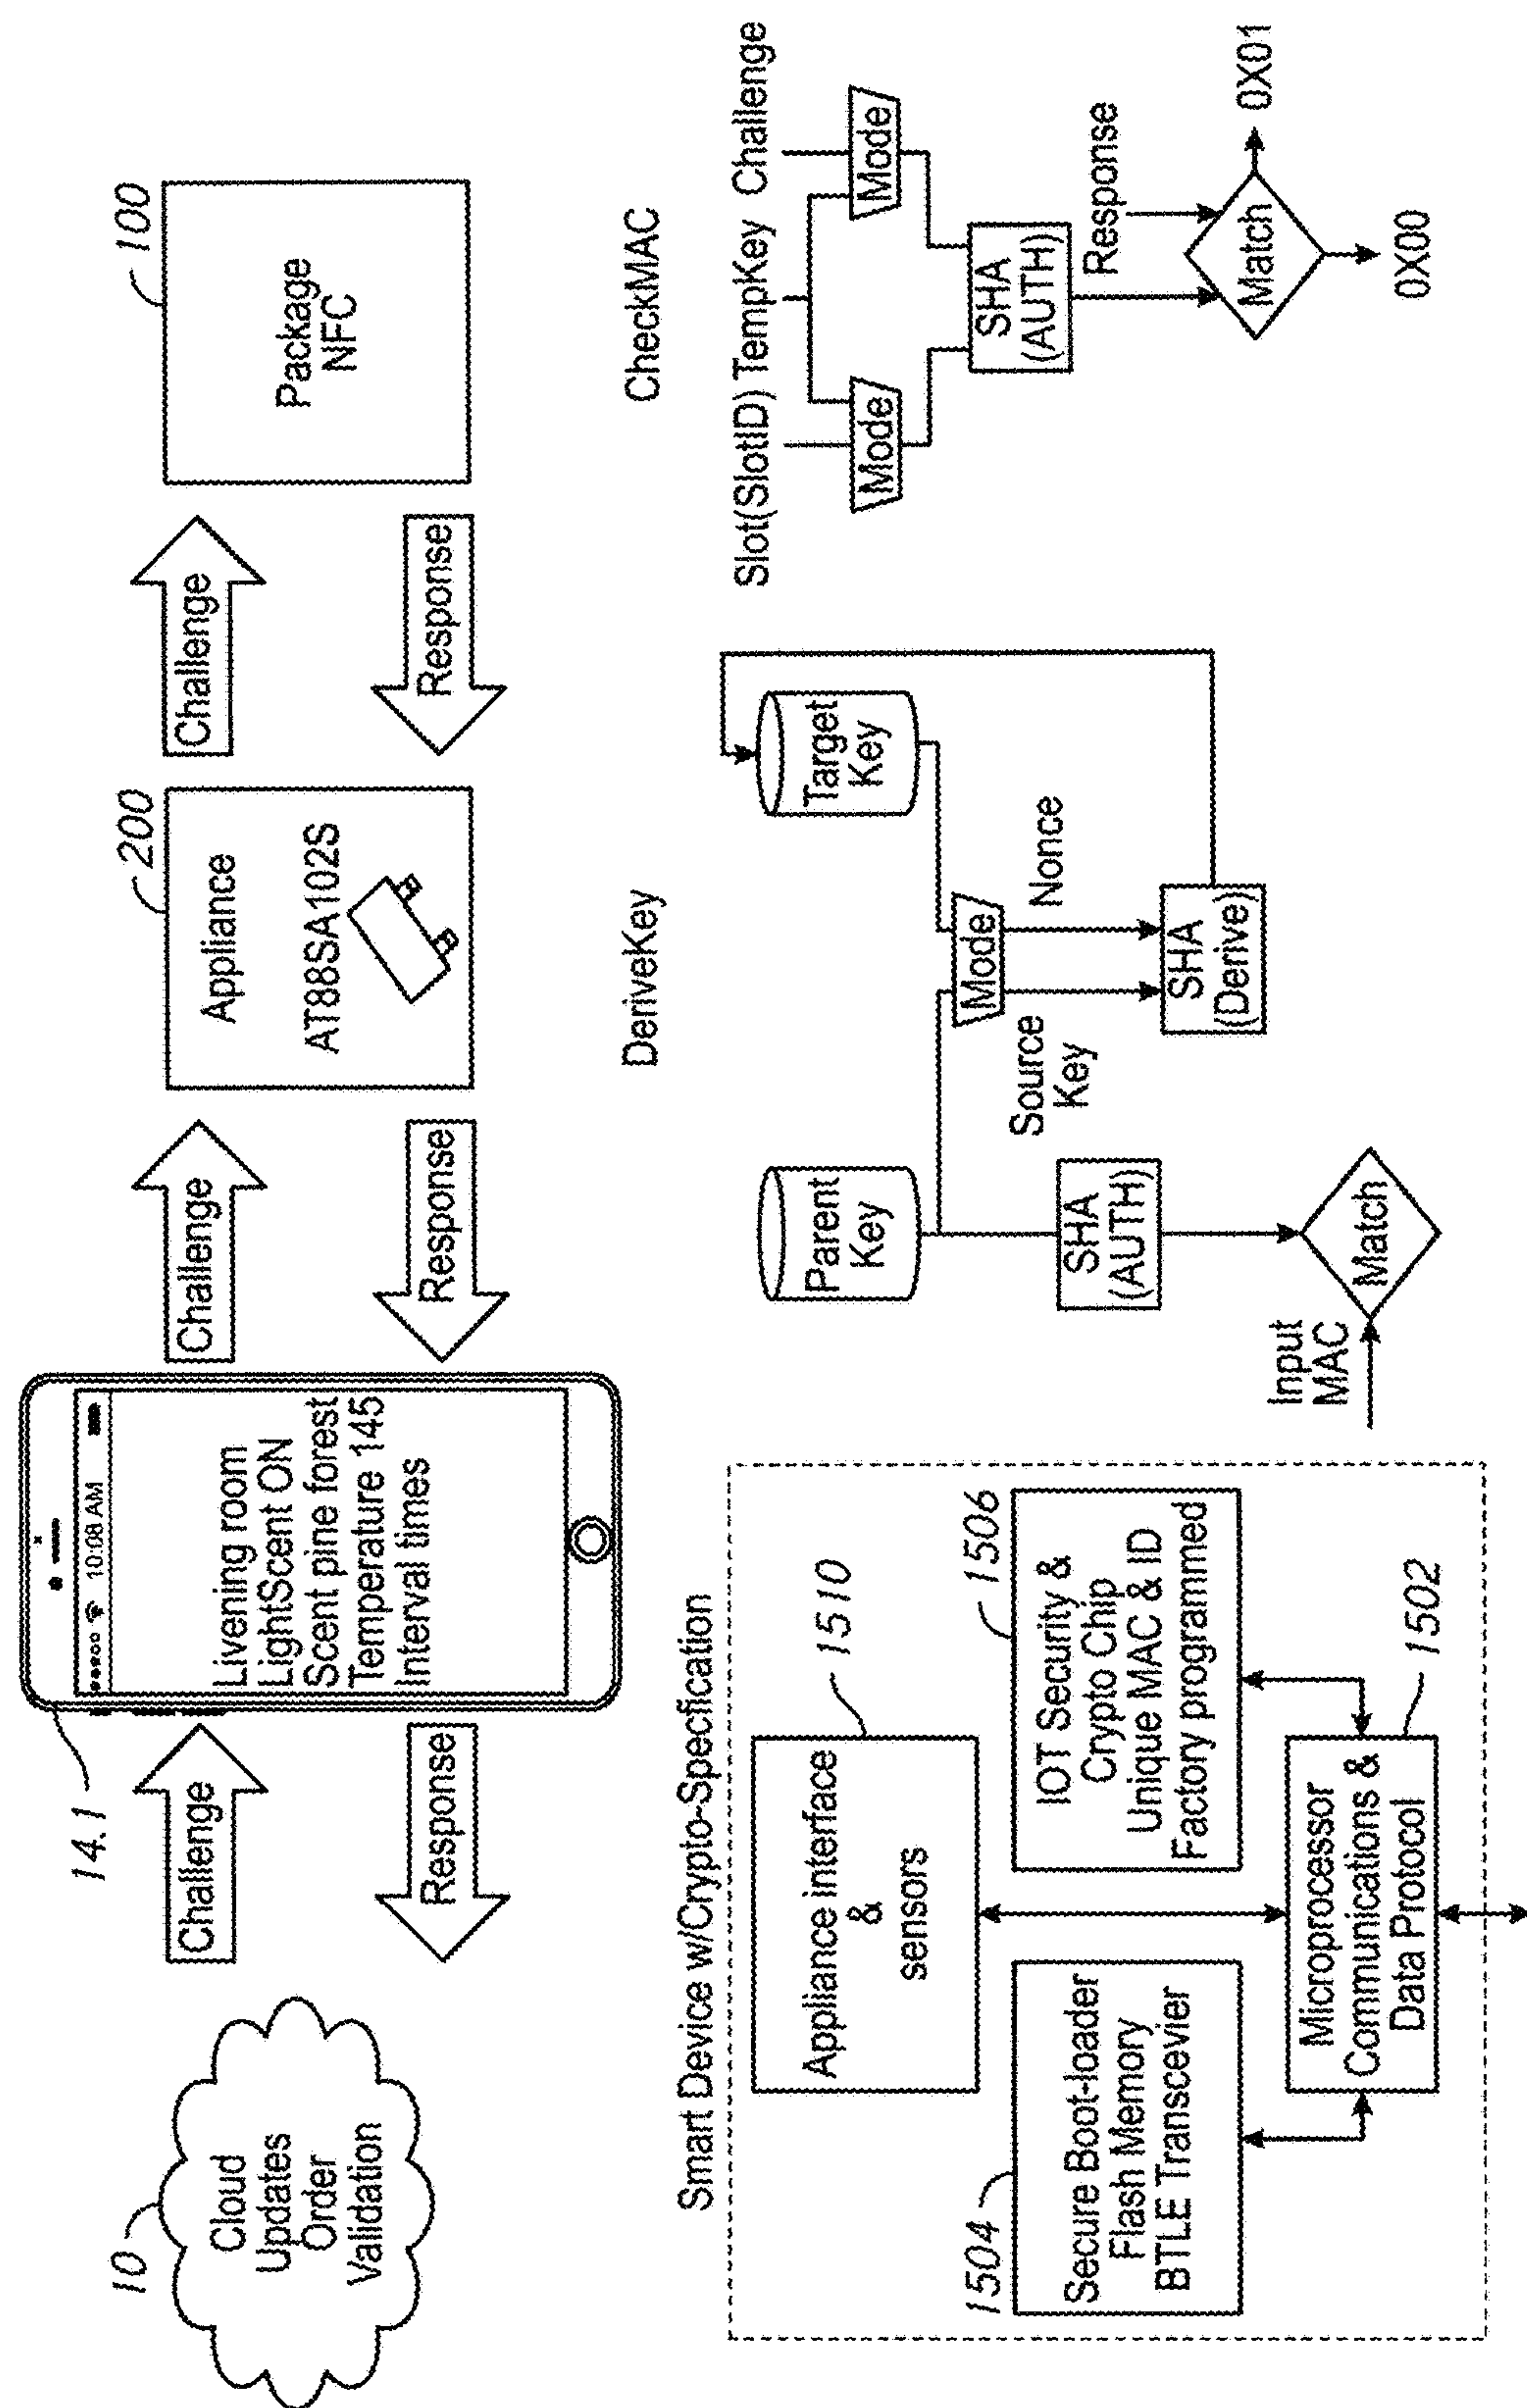 10
Cloud
Updates
Order
Validation
Challenge
Response
14.1
10:08 AM
Livening room
LightScent ON
Scent pine forest
Temperature 145
Interval times
Challenge
Response
200
Appliance
AT88SA102S
Challenge
Response
100
Package
NFC
Smart Device w/Crypto-Specfication
1510
Appliance interface
&
sensors
1504
Secure Boot-loader
Flash Memory
BTLE Transcevier
1506
IOT Security &
Crypto Chip
Unique MAC & ID
Factory programmed
1502
Microprocessor
Communications &
Data Protocol
DeriveKey
Parent
Key
Target
Key
Mode
Source
Key
Nonce
SHA
(AUTH)
SHA
(Derive)
Input
MAC
Match
CheckMAC
Slot(SlotID) TempKey Challenge
Mode
Mode
SHA
(AUTH)
Response
Match
0X01
0X00